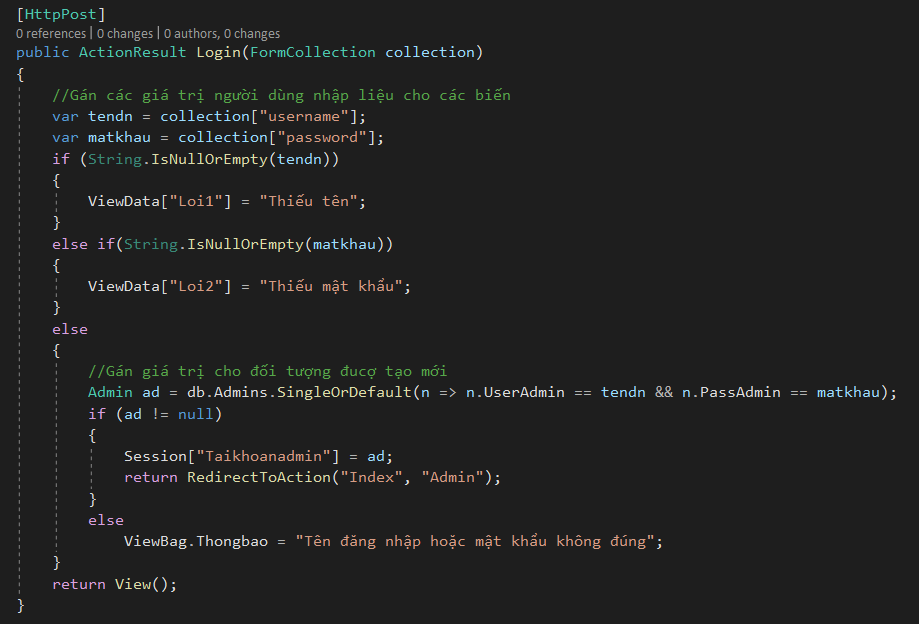 [HttpPost]
0 references | 0 changes | 0 authors, 0 changes
public ActionResult Login(FormCollection collection)
{
//Gán các giá trị người dùng nhập liệu cho các biến
var tendn = collection["username"];
var matkhau = collection["password"];
if (String.IsNullOrEmpty(tendn))
{
ViewData["Loi1"] = "Thiếu tên";
}
else if(String.IsNullOrEmpty(matkhau))
{
ViewData["Loi2"] = "Thiếu mật khẩu";
}
else
{
//Gán giá trị cho đối tượng đucợ tạo mới
Admin ad = db.Admins.SingleOrDefault(n => n.UserAdmin == tendn && n.PassAdmin == matkhau);
if (ad != null)
{
Session["Taikhoanadmin"] = ad;
return RedirectToAction("Index", "Admin");
}
else
ViewBag.Thongbao = "Tên đăng nhập hoặc mật khẩu không đúng";
}
return View();
}